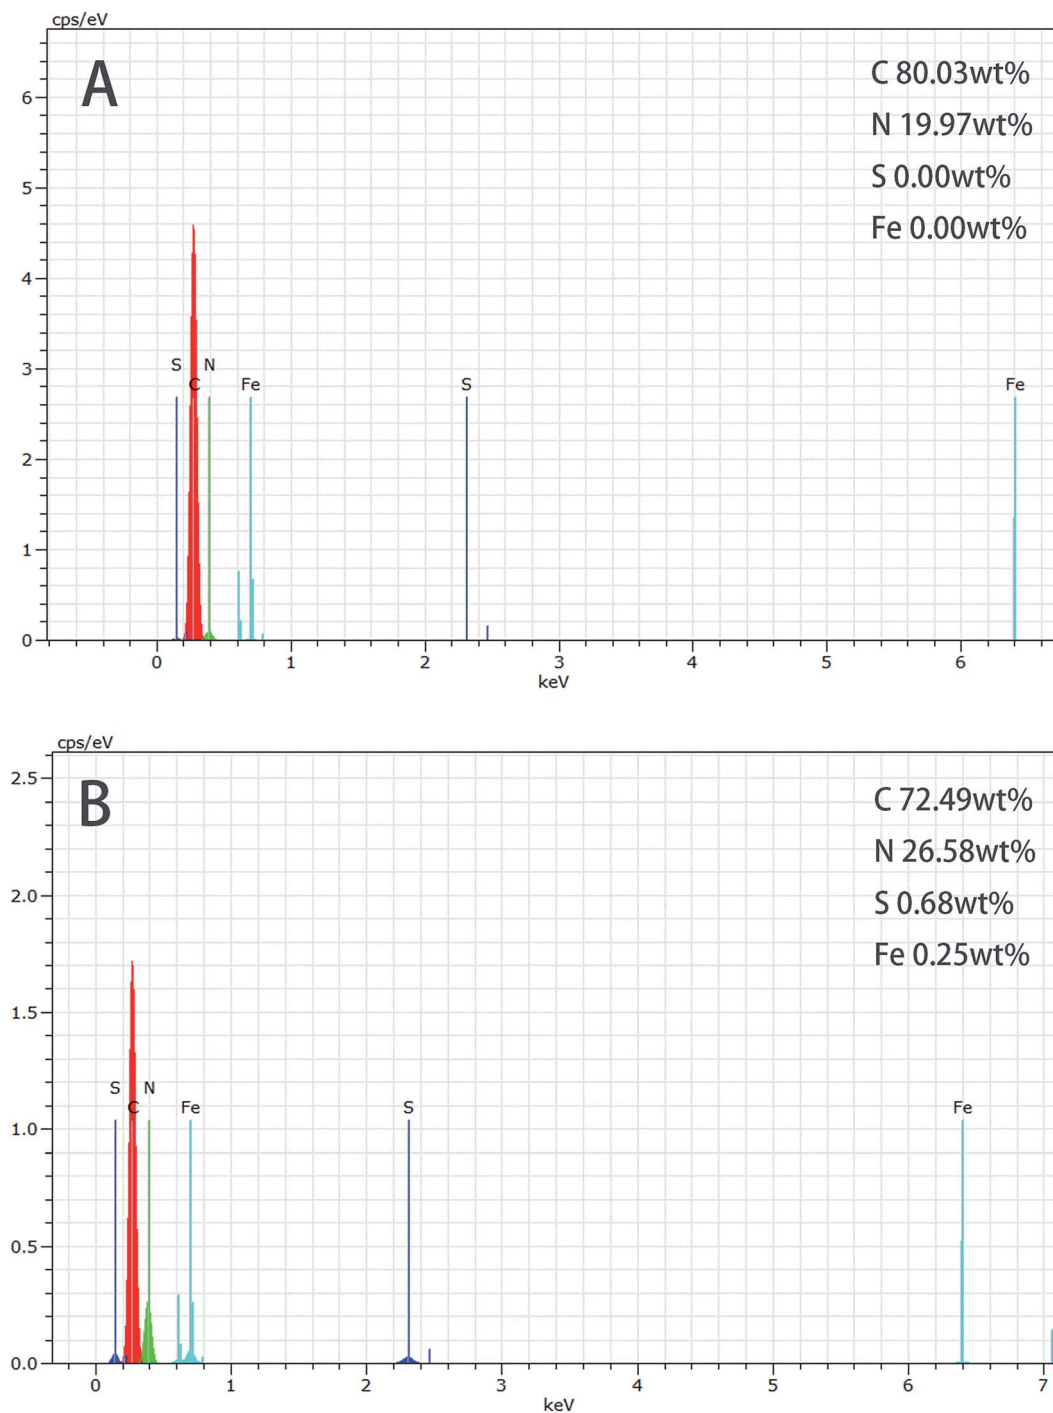 cps/eV
A
C 80.03wt%
N 19.97wt%
S 0.00wt%
Fe 0.00wt%
6
5
4
3
2
1
0
S N
C Fe S Fe
0 1 2 3 4 5 6
keV
cps/eV
B
C 72.49wt%
N 26.58wt%
S 0.68wt%
Fe 0.25wt%
2.5
2.0
1.5
1.0
0.5
0.0
S N
C Fe S Fe
0 1 2 3 4 5 6 7
keV